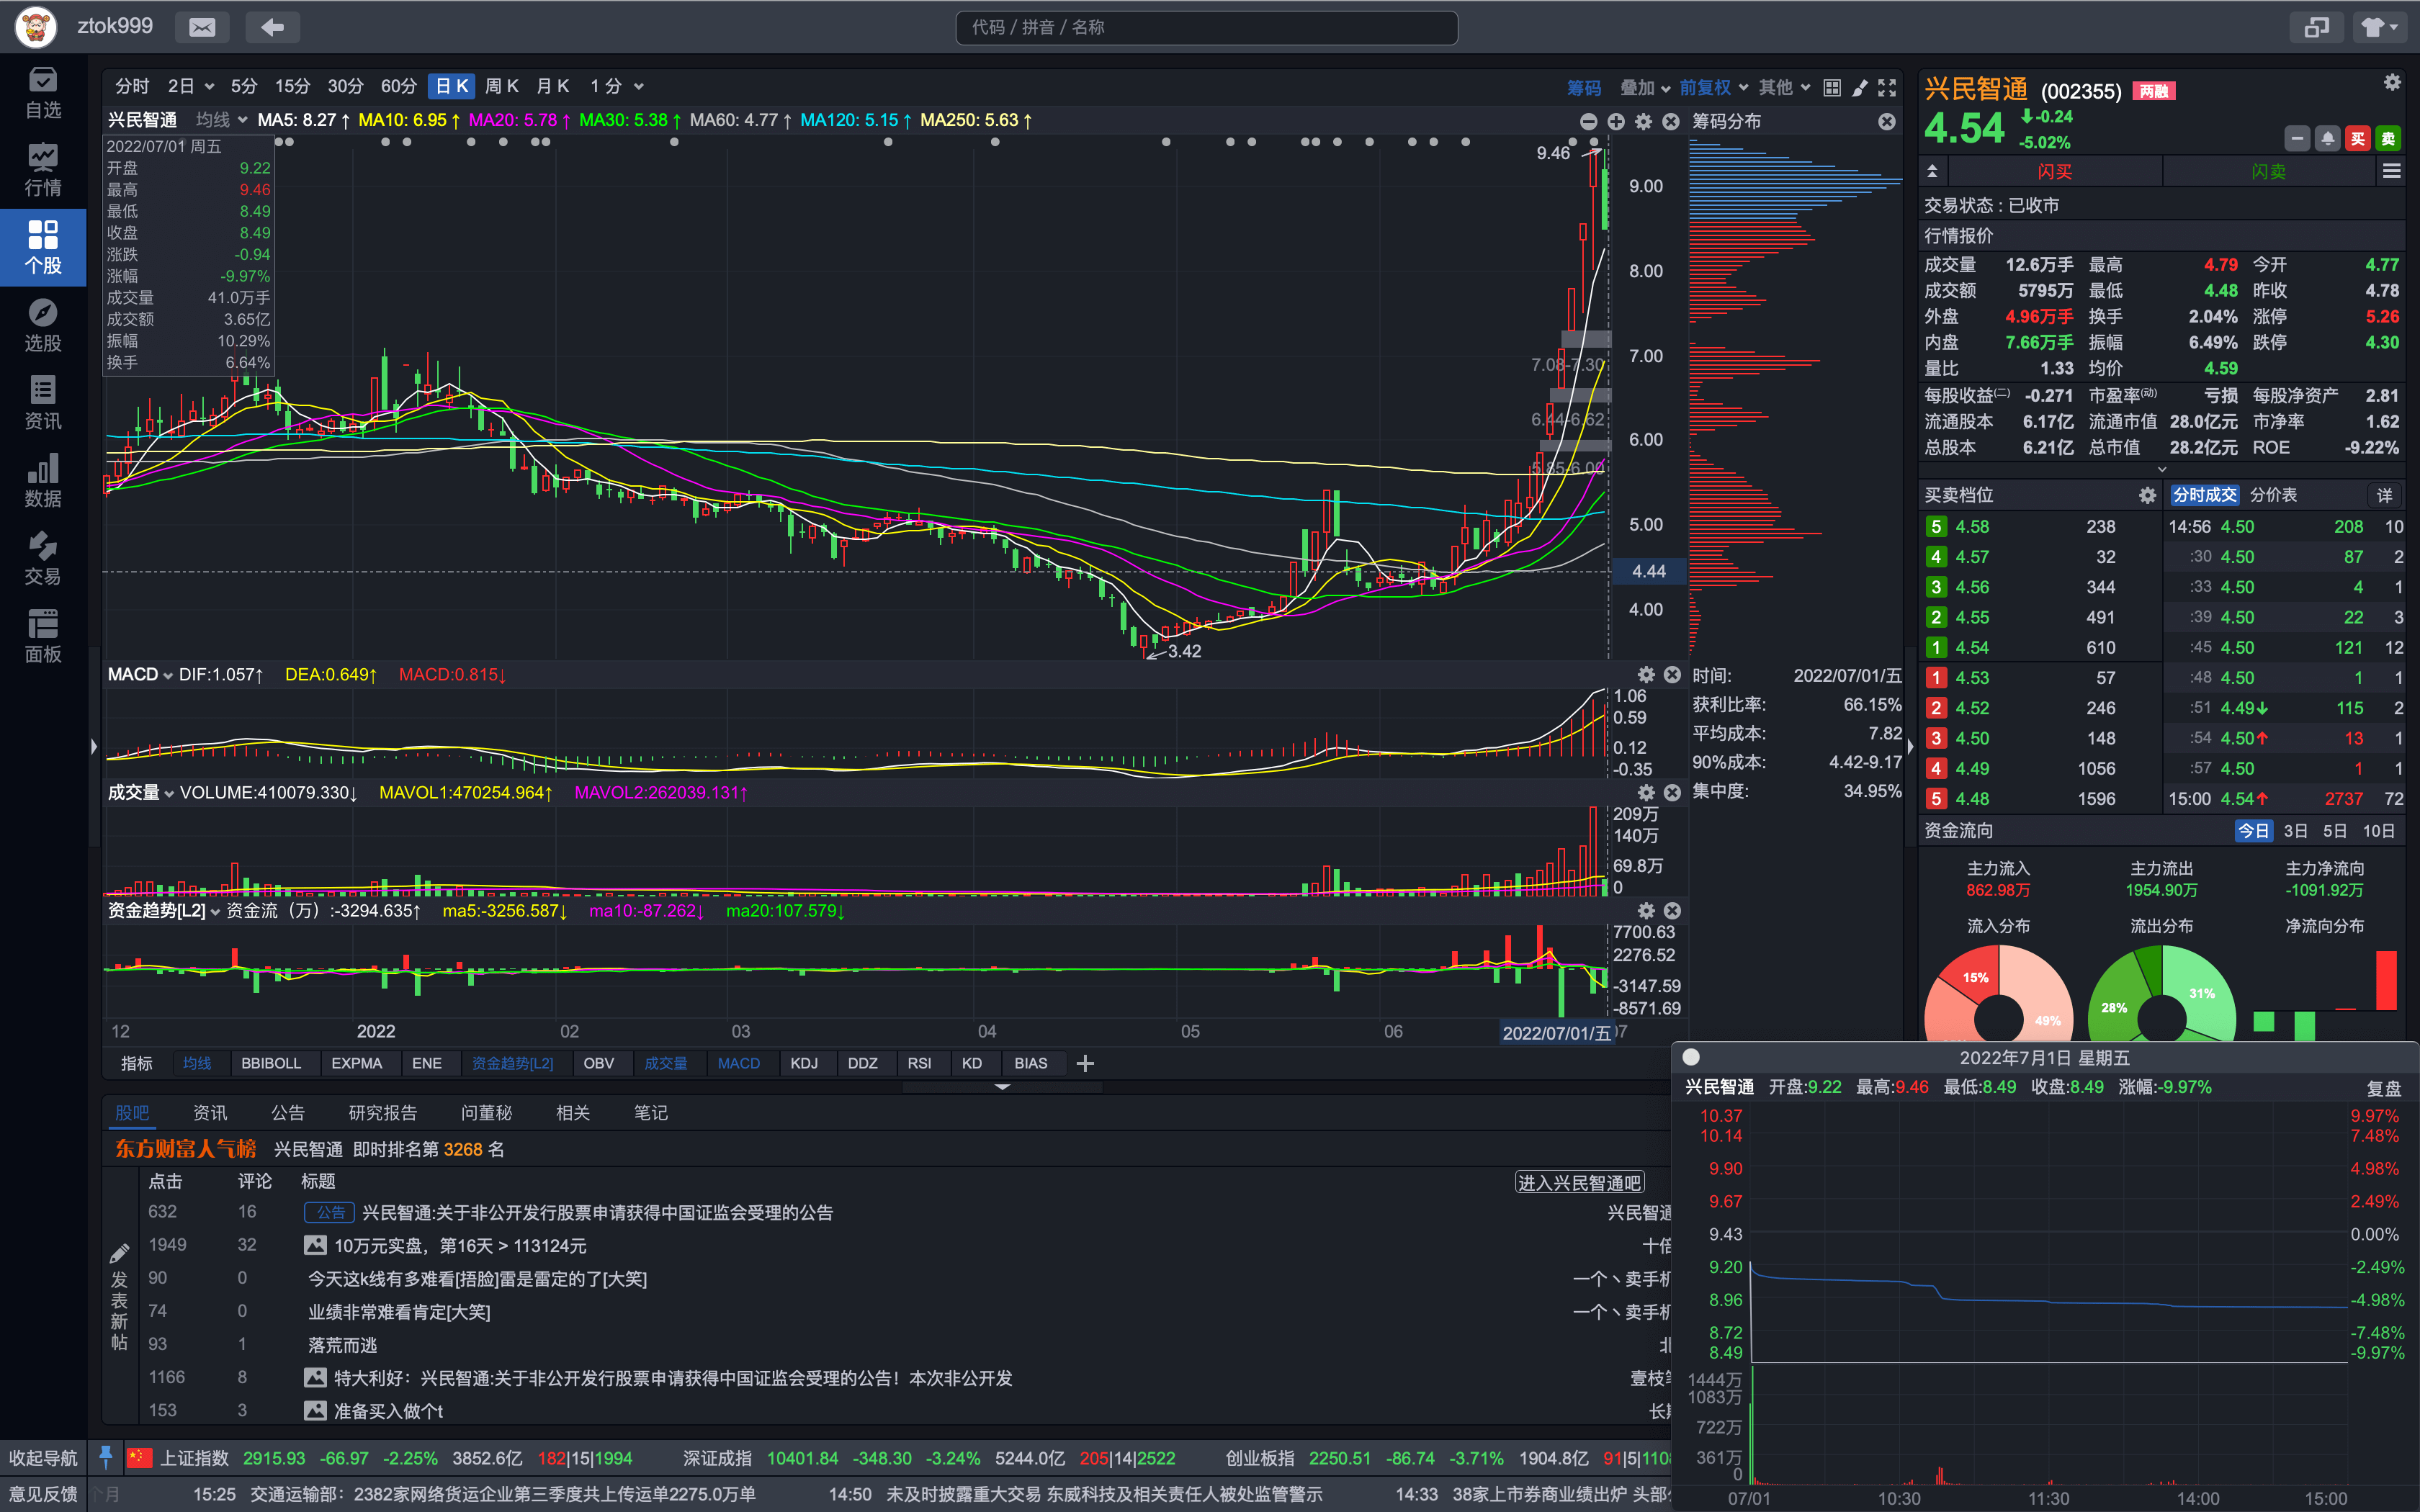 ztok999
代码 / 拼音 / 名称
自选
行情
个股
选股
资讯
数据
交易
面板
收起导航
意见反馈
分时 2日 5分 15分 30分 60分 日K 周K 月K 1分
筹码 叠加 前复权 其他
兴民智通 均线 MA5: 8.27↑ MA10: 6.95↑ MA20: 5.78↑ MA30: 5.38↑ MA60: 4.77↑ MA120: 5.15↑ MA250: 5.63↑
筹码分布
2022/07/01 周五
开盘 9.22
最高 9.46
最低 8.49
收盘 8.49
涨跌 -0.94
涨幅 -9.97%
成交量 41.0万手
成交额 3.65亿
振幅 10.29%
换手 6.64%
9.46
9.00
8.00
7.00
6.00
5.00
4.44
4.00
7.08-7.30
6.44-6.62
5.85-6.00
3.42
MACD DIF:1.057↑ DEA:0.649↑ MACD:0.815↓
1.06
0.59
0.12
-0.35
成交量 VOLUME:410079.330↓ MAVOL1:470254.964↑ MAVOL2:262039.131↑
209万
140万
69.8万
0
资金趋势[L2] 资金流（万）:-3294.635↑ ma5:-3256.587↓ ma10:-87.262↓ ma20:107.579↓
7700.63
2276.52
-3147.59
-8571.69
12 2022 02 03 04 05 06 2022/07/01/五 07
时间: 2022/07/01/五
获利比率: 66.15%
平均成本: 7.82
90%成本: 4.42-9.17
集中度: 34.95%
指标 均线 BBIBOLL EXPMA ENE 资金趋势[L2] OBV 成交量 MACD KDJ DDZ RSI KD BIAS
股吧 资讯 公告 研究报告 问董秘 相关 笔记
东方财富人气榜 兴民智通 即时排名第 3268 名
点击 评论 标题 进入兴民智通吧
632 16 公告 兴民智通:关于非公开发行股票申请获得中国证监会受理的公告 兴民智通
1949 32 10万元实盘，第16天 > 113124元 十倍
90 0 今天这k线有多难看[捂脸]雷是雷定的了[大笑] 一个丶卖手机
74 0 业绩非常难看肯定[大笑] 一个丶卖手机
93 1 落荒而逃
1166 8 特大利好：兴民智通:关于非公开发行股票申请获得中国证监会受理的公告！本次非公开发 壹枝
153 3 准备买入做个t
发表新帖
兴民智通 (002355) 两融
4.54 -0.24
-5.02%
买 卖
闪买 闪卖
交易状态 : 已收市
行情报价
成交量 12.6万手 最高 4.79 今开 4.77
成交额 5795万 最低 4.48 昨收 4.78
外盘 4.96万手 换手 2.04% 涨停 5.26
内盘 7.66万手 振幅 6.49% 跌停 4.30
量比 1.33 均价 4.59
每股收益(二) -0.271 市盈率(动) 亏损 每股净资产 2.81
流通股本 6.17亿 流通市值 28.0亿元 市净率 1.62
总股本 6.21亿 总市值 28.2亿元 ROE -9.22%
买卖档位 分时成交 分价表 详
5 4.58 238 14:56 4.50 208 10
4 4.57 32 :30 4.50 87 2
3 4.56 344 :33 4.50 4 1
2 4.55 491 :39 4.50 22 3
1 4.54 610 :45 4.50 121 12
1 4.53 57 :48 4.50 1 1
2 4.52 246 :51 4.49↓ 115 2
3 4.50 148 :54 4.50↑ 13 1
4 4.49 1056 :57 4.50 1 1
5 4.48 1596 15:00 4.54↑ 2737 72
资金流向 今日 3日 5日 10日
主力流入 主力流出 主力净流向
862.98万 1954.90万 -1091.92万
流入分布 流出分布 净流向分布
15% 49% 28% 31%
2022年7月1日 星期五
兴民智通 开盘:9.22 最高:9.46 最低:8.49 收盘:8.49 涨幅:-9.97% 复盘
10.37 9.97%
10.14 7.48%
9.90 4.98%
9.67 2.49%
9.43 0.00%
9.20 -2.49%
8.96 -4.98%
8.72 -7.48%
8.49 -9.97%
1444万
1083万
722万
361万
0
07/01 10:30 11:30 14:00 15:00
上证指数 2915.93 -66.97 -2.25% 3852.6亿 182|15|1994 深证成指 10401.84 -348.30 -3.24% 5244.0亿 205|14|2522 创业板指 2250.51 -86.74 -3.71% 1904.8亿 91|5|110
个月 15:25 交通运输部：2382家网络货运企业第三季度共上传运单2275.0万单 14:50 未及时披露重大交易 东威科技及相关责任人被处监管警示 14:33 38家上市券商业绩出炉 头部